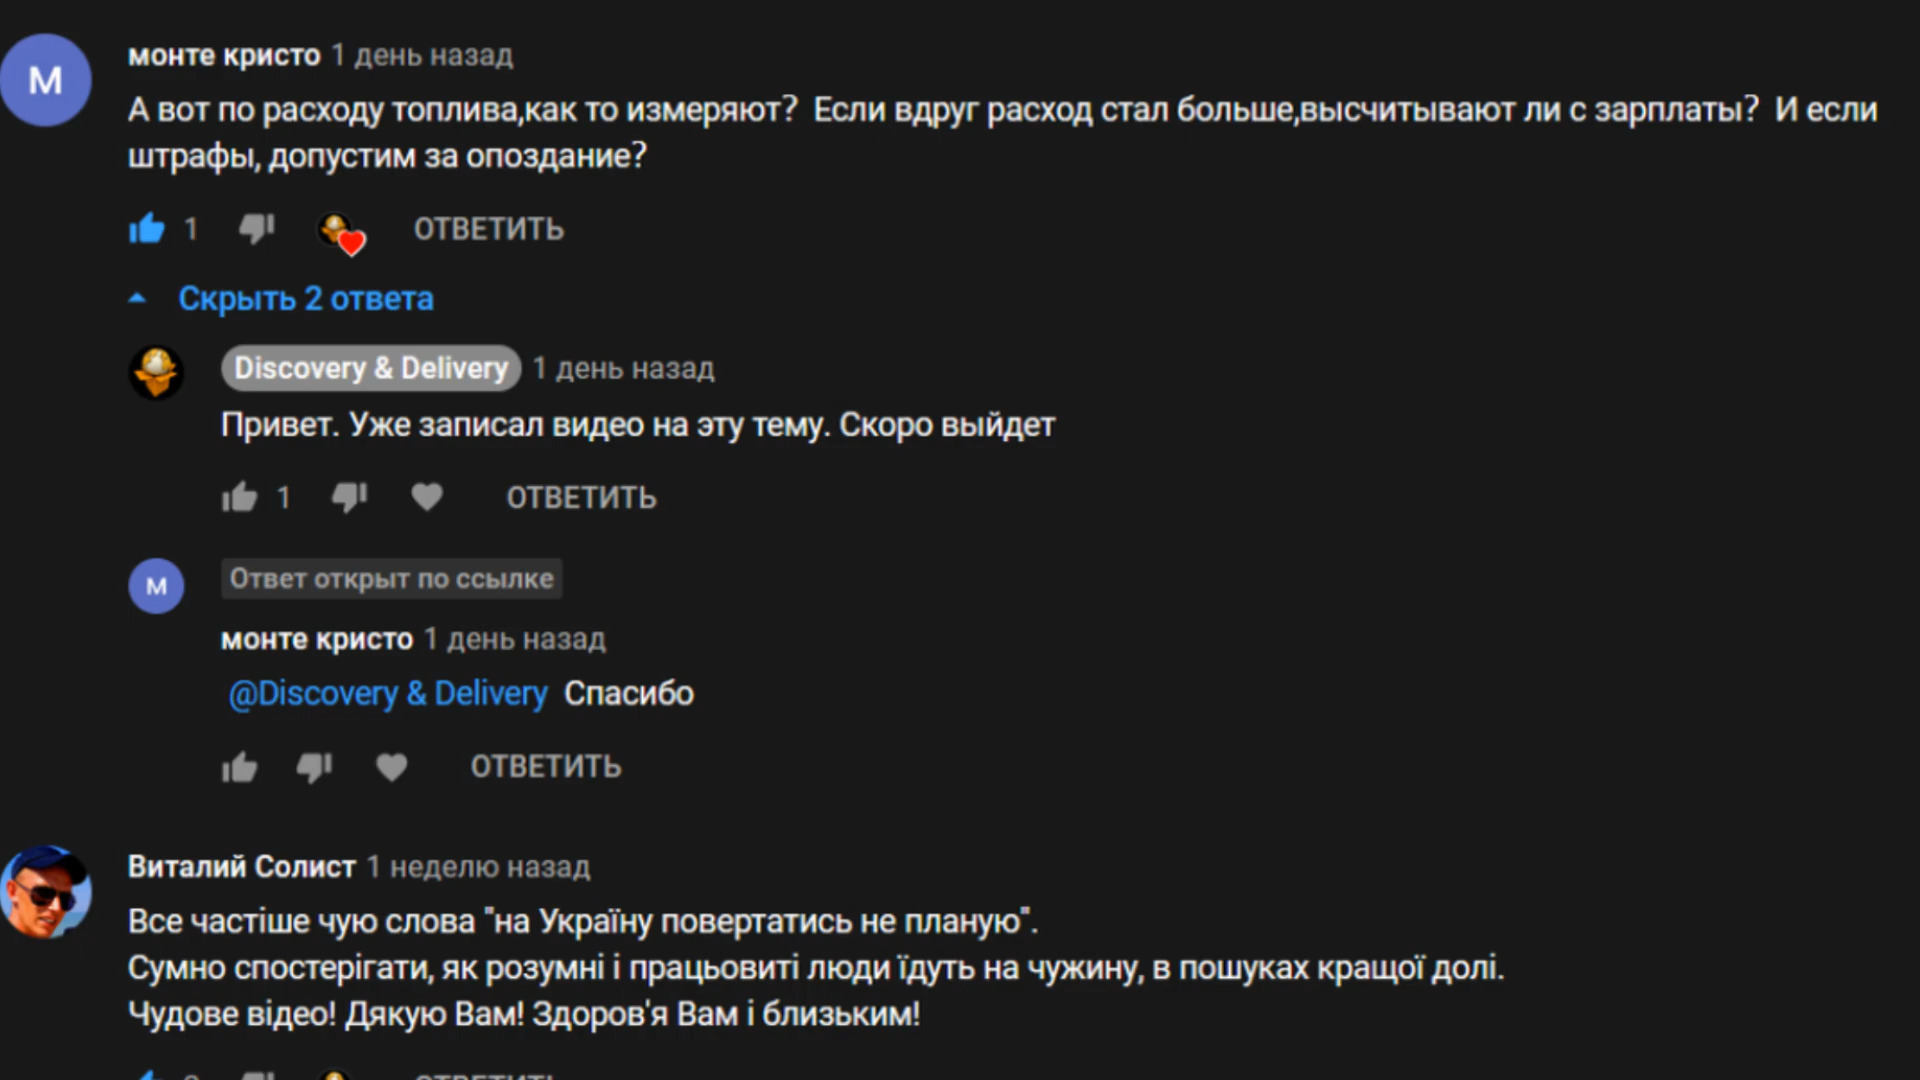 монте кристо 1 день назад
М
А вот по расходу топлива,как то измеряют? Если вдруг расход стал больше,высчитывают ли с зарплаты? И если
штрафы, допустим за опоздание?
1 ОТВЕТИТЬ
Скрыть 2 ответа
Discovery & Delivery 1 день назад
Привет. Уже записал видео на эту тему. Скоро выйдет
1 ОТВЕТИТЬ
М
Ответ открыт по ссылке
монте кристо 1 день назад
@Discovery & Delivery Спасибо
ОТВЕТИТЬ
Виталий Солист 1 неделю назад
Все частіше чую слова "на Україну повертатись не планую".
Сумно спостерігати, як розумні і працьовиті люди їдуть на чужину, в пошуках кращої долі.
Чудове відео! Дякую Вам! Здоров'я Вам і близьким!
ОТВЕТИТЬ